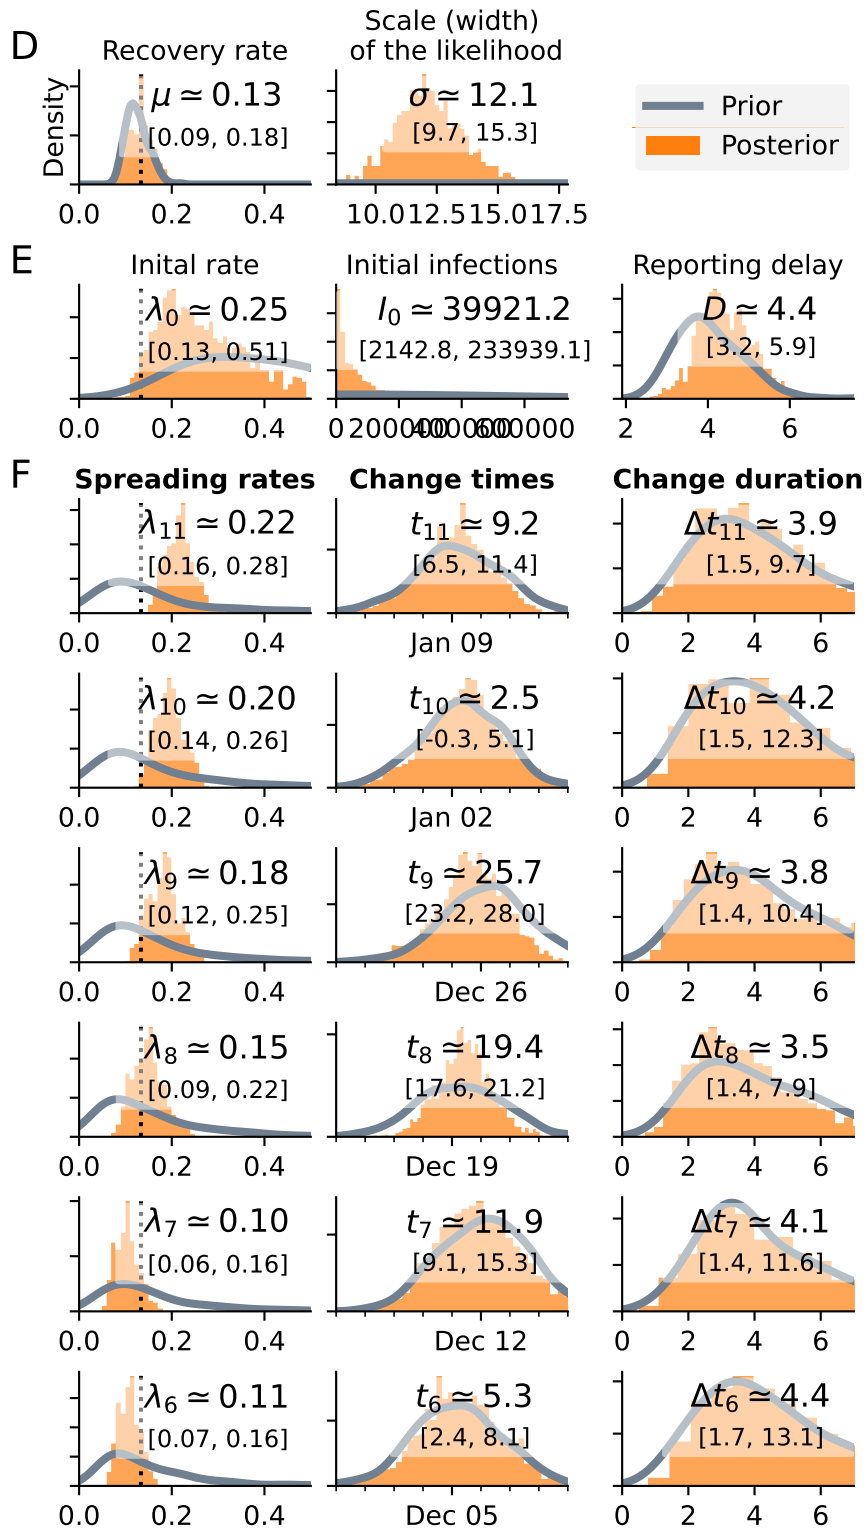 D
Recovery rate
Scale (width)
of the likelihood
Density
μ ≃ 0.13
[0.09, 0.18]
σ ≃ 12.1
[9.7, 15.3]
Prior
Posterior
0.0 0.2 0.4
10.0 12.5 15.0 17.5
E
Inital rate
Initial infections
Reporting delay
λ0 ≃ 0.25
[0.13, 0.51]
I0 ≃ 39921.2
[2142.8, 233939.1]
D ≃ 4.4
[3.2, 5.9]
0.0 0.2 0.4
0 200000 400000 600000
2 4 6
F
Spreading rates
Change times
Change duration
λ11 ≃ 0.22
[0.16, 0.28]
t11 ≃ 9.2
[6.5, 11.4]
Δt11 ≃ 3.9
[1.5, 9.7]
0.0 0.2 0.4
Jan 09
0 2 4 6
λ10 ≃ 0.20
[0.14, 0.26]
t10 ≃ 2.5
[-0.3, 5.1]
Δt10 ≃ 4.2
[1.5, 12.3]
0.0 0.2 0.4
Jan 02
0 2 4 6
λ9 ≃ 0.18
[0.12, 0.25]
t9 ≃ 25.7
[23.2, 28.0]
Δt9 ≃ 3.8
[1.4, 10.4]
0.0 0.2 0.4
Dec 26
0 2 4 6
λ8 ≃ 0.15
[0.09, 0.22]
t8 ≃ 19.4
[17.6, 21.2]
Δt8 ≃ 3.5
[1.4, 7.9]
0.0 0.2 0.4
Dec 19
0 2 4 6
λ7 ≃ 0.10
[0.06, 0.16]
t7 ≃ 11.9
[9.1, 15.3]
Δt7 ≃ 4.1
[1.4, 11.6]
0.0 0.2 0.4
Dec 12
0 2 4 6
λ6 ≃ 0.11
[0.07, 0.16]
t6 ≃ 5.3
[2.4, 8.1]
Δt6 ≃ 4.4
[1.7, 13.1]
0.0 0.2 0.4
Dec 05
0 2 4 6